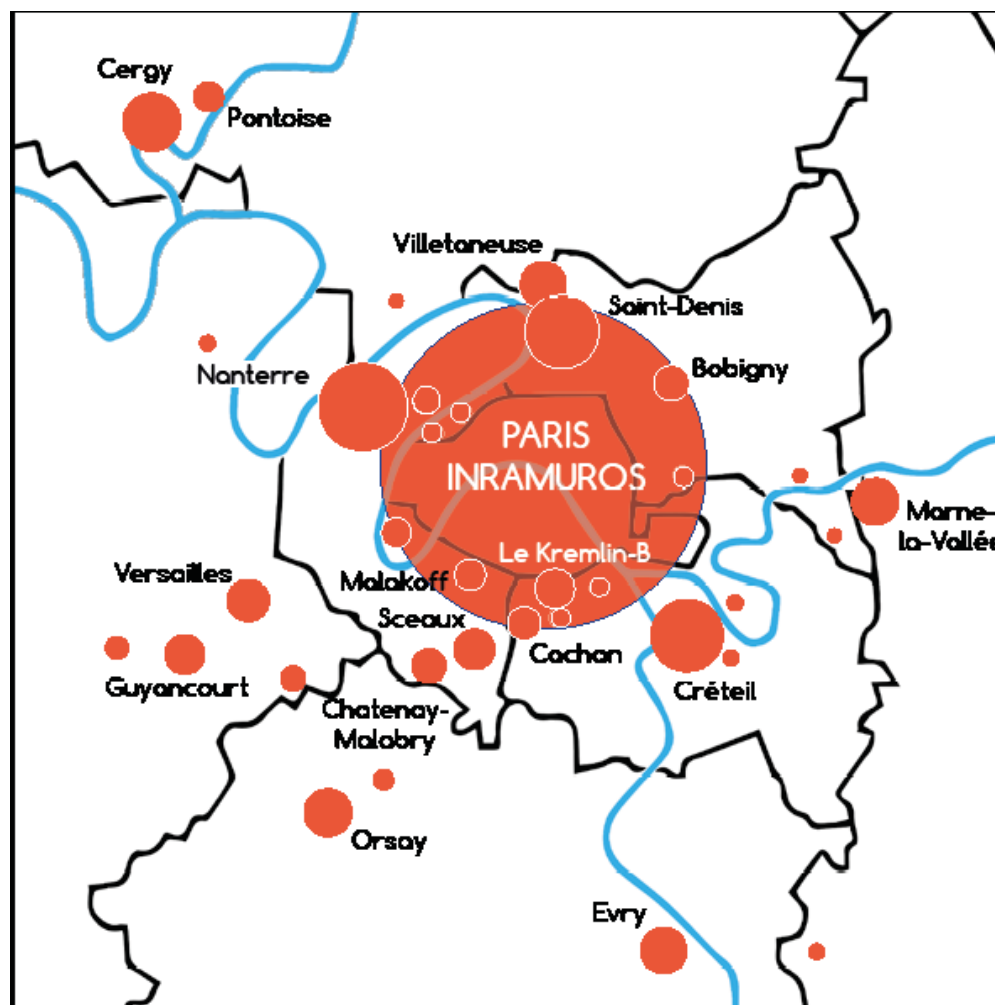 Cergy
Pontoise
Villetaneuse
Saint-Denis
Nanterre
Bobigny
PARIS
INRAMUROS
Marne-
la-Vallée
Le Kremlin-B
Versailles
Malakoff
Sceaux
Cachan
Guyancourt
Créteil
Chatenay-
Malabry
Orsay
Evry